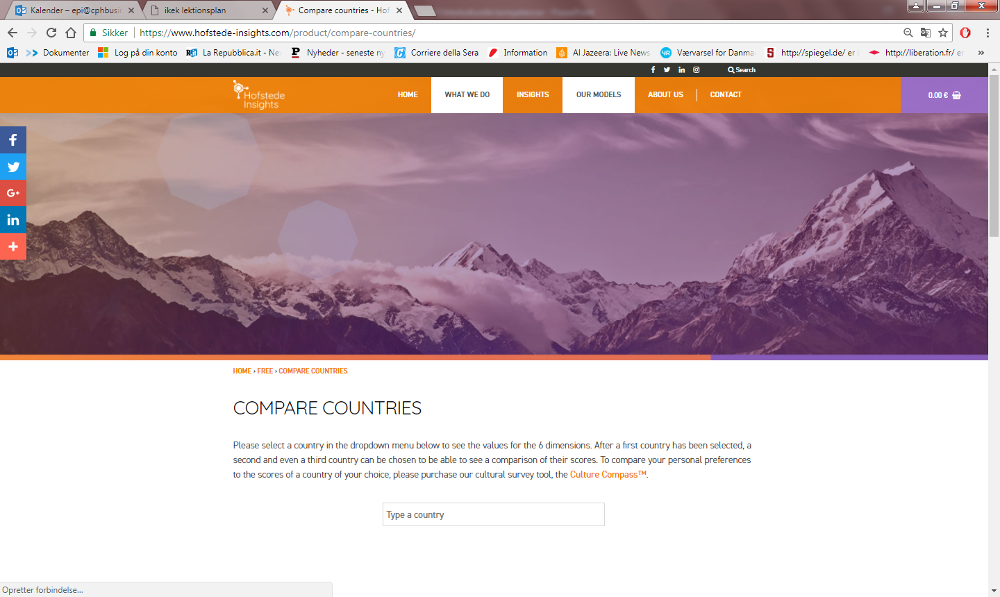 Kalender – epi@cphbusin
ikek lektionsplan
Compare countries - Hof
Sikker
https://www.hofstede-insights.com/product/compare-countries/
Dokumenter
Log på din konto
La Repubblica.it - Ne
Nyheder - seneste ny
Corriere della Sera
Information
Al Jazeera: Live News
Værvarsel for Danma
http://spiegel.de/ er i
http://liberation.fr/ er
»
Search
Hofstede
Insights
HOME
WHAT WE DO
INSIGHTS
OUR MODELS
ABOUT US
CONTACT
0.00 €
HOME › FREE › COMPARE COUNTRIES
COMPARE COUNTRIES
Please select a country in the dropdown menu below to see the values for the 6 dimensions. After a first country has been selected, a
second and even a third country can be chosen to be able to see a comparison of their scores. To compare your personal preferences
to the scores of a country of your choice, please purchase our cultural survey tool, the Culture Compass™.
Type a country
Opretter forbindelse...